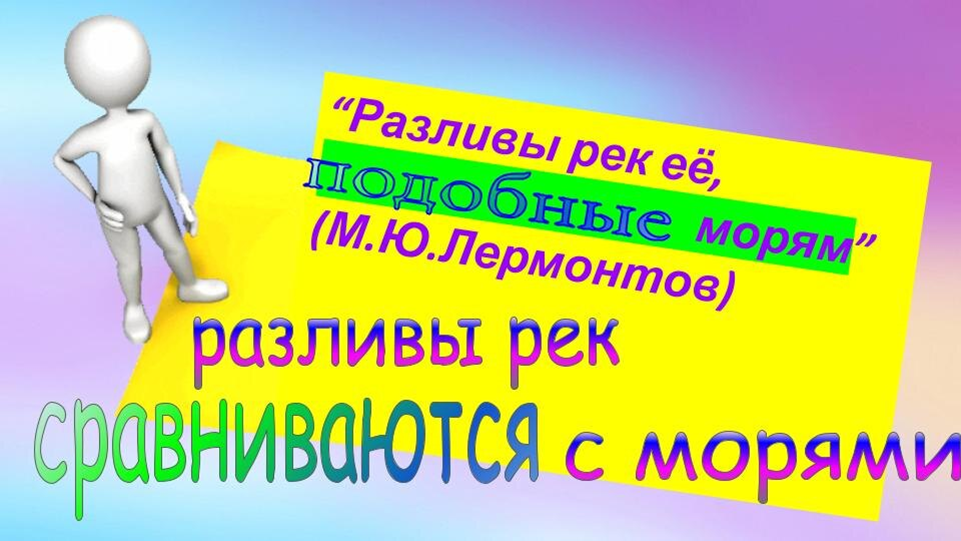 “Разливы рек её,
подобные морям”
(М.Ю.Лермонтов)
разливы рек
сравниваются с морями